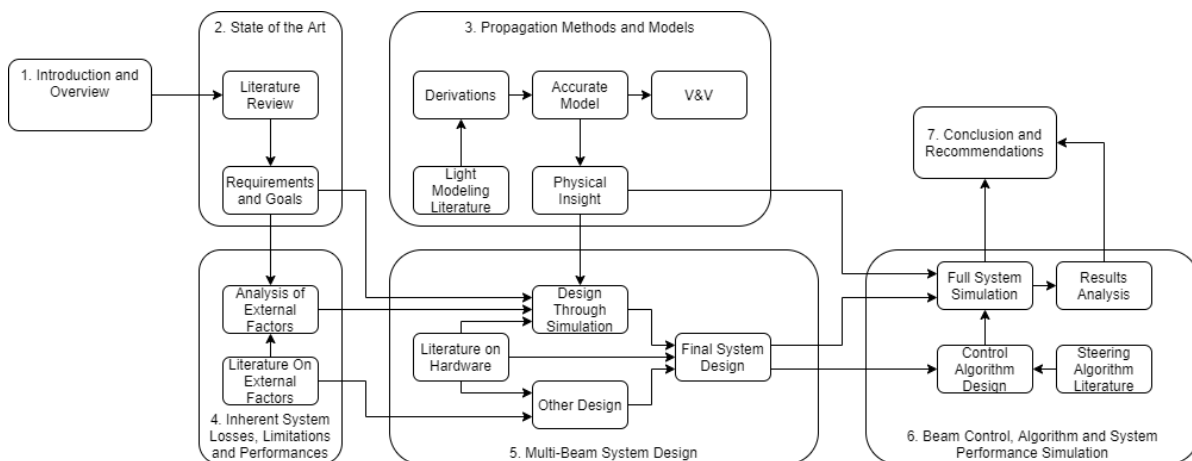 1. Introduction and
Overview
2. State of the Art
Literature
Review
Requirements
and Goals
3. Propagation Methods and Models
Derivations
Accurate
Model
V&V
Light
Modeling
Literature
Physical
Insight
Analysis of
External
Factors
Literature On
External
Factors
4. Inherent System
Losses, Limitations
and Performances
Design
Through
Simulation
Literature on
Hardware
Other Design
Final System
Design
5. Multi-Beam System Design
Full System
Simulation
Results
Analysis
Control
Algorithm
Design
Steering
Algorithm
Literature
6. Beam Control, Algorithm and System
Performance Simulation
7. Conclusion and
Recommendations